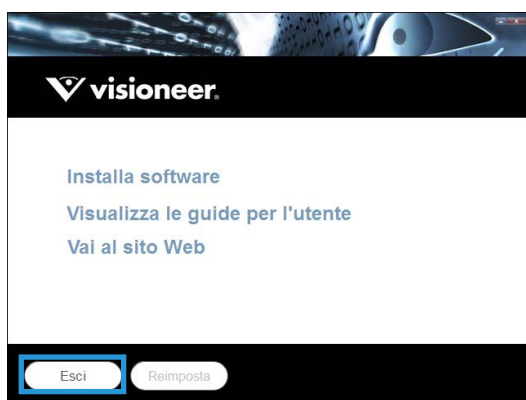 visioneer®
Installa software
Visualizza le guide per l'utente
Vai al sito Web
Esci
Reimposta